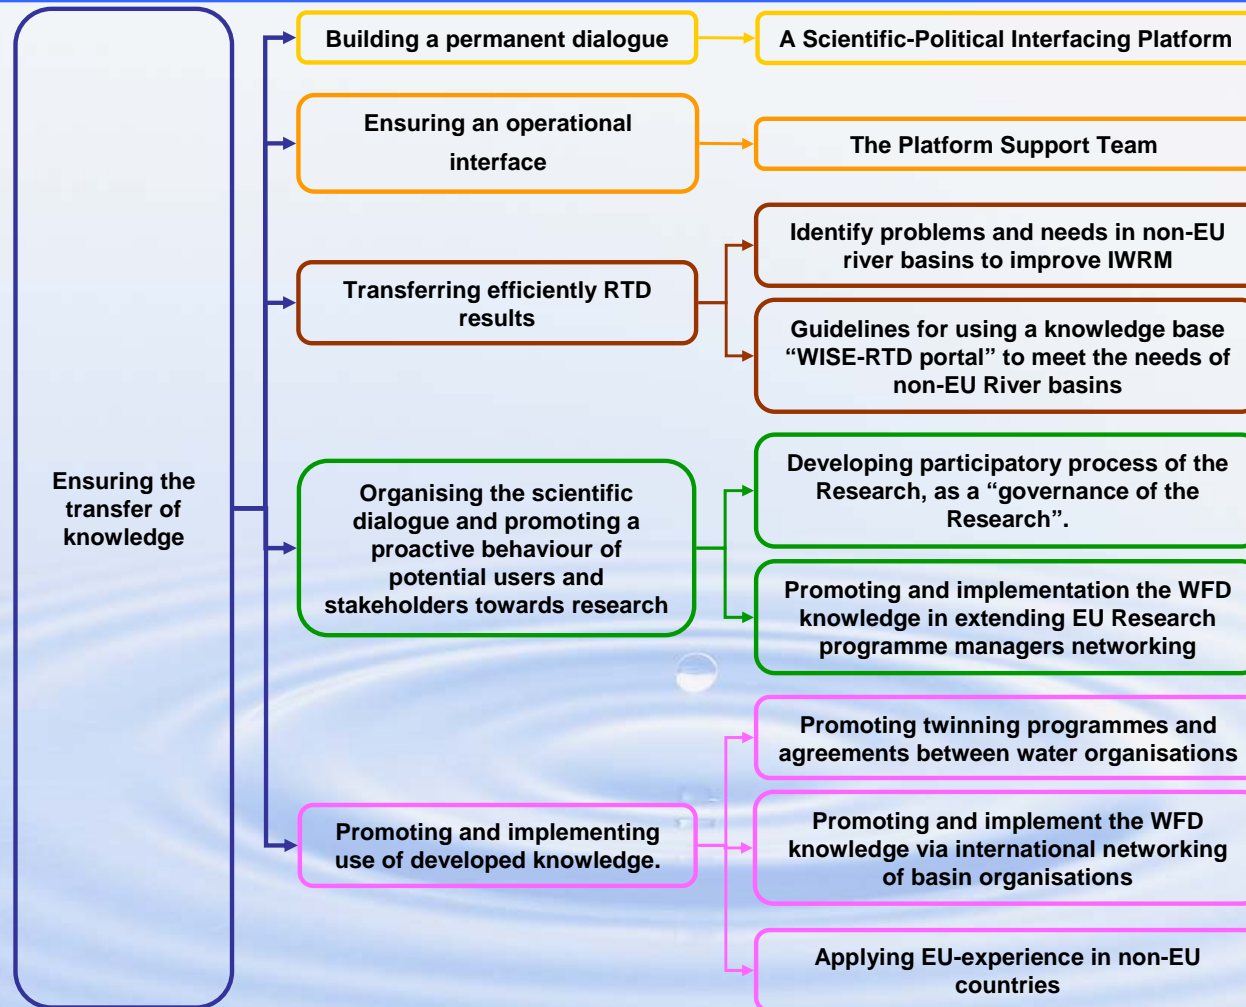 Building a permanent dialogue
A Scientific-Political Interfacing Platform
Ensuring an operational
interface
The Platform Support Team
Identify problems and needs in non-EU
river basins to improve IWRM
Transferring efficiently RTD
results
Guidelines for using a knowledge base
“WISE-RTD portal” to meet the needs of
non-EU River basins
Ensuring the
transfer of
knowledge
Organising the scientific
dialogue and promoting a
proactive behaviour of
potential users and
stakeholders towards research
Developing participatory process of the
Research, as a “governance of the
Research”.
Promoting and implementation the WFD
knowledge in extending EU Research
programme managers networking
Promoting and implementing
use of developed knowledge.
Promoting twinning programmes and
agreements between water organisations
Promoting and implement the WFD
knowledge via international networking
of basin organisations
Applying EU-experience in non-EU
countries